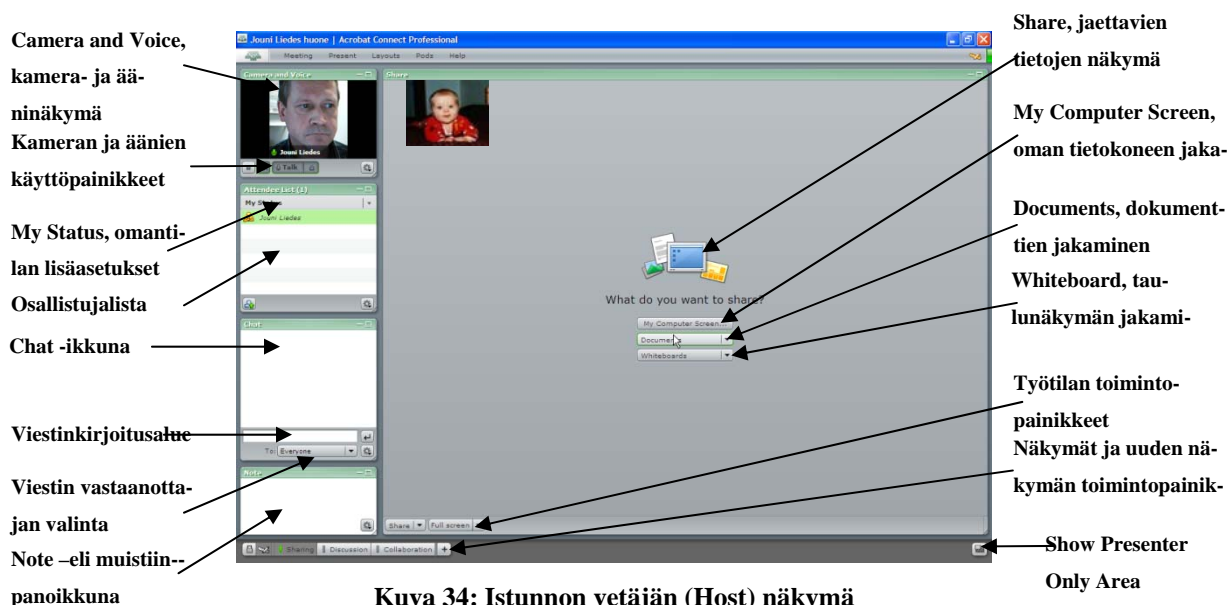 Camera and Voice,
kamera- ja ää-
ninäkymä
Kameran ja äänien
käyttöpainikkeet
My Status, omanti-
lan lisäasetukset
Osallistujalista
Chat -ikkuna
Viestinkirjoitusalue
Viestin vastaanotta-
jan valinta
Note –eli muistiin--
panoikkuna
Jouni Liedes huone | Acrobat Connect Professional
Meeting Present Layouts Pods Help
Camera and Voice
Share
Jouni Liedes
Talk
Attendee List (1)
My Status
Jouni Liedes
What do you want to share?
My Computer Screen...
Documents
Whiteboards
Chat
To: Everyone
Note
Share Full screen
Sharing Discussion Collaboration +
Share, jaettavien
tietojen näkymä
My Computer Screen,
oman tietokoneen jaka-
Documents, dokument-
tien jakaminen
Whiteboard, tau-
lunäkymän jakami-
Työtilan toiminto-
painikkeet
Näkymät ja uuden nä-
kymän toimintopainik-
Show Presenter
Only Area
Kuva 34: Istunnon vetäjän (Host) näkymä